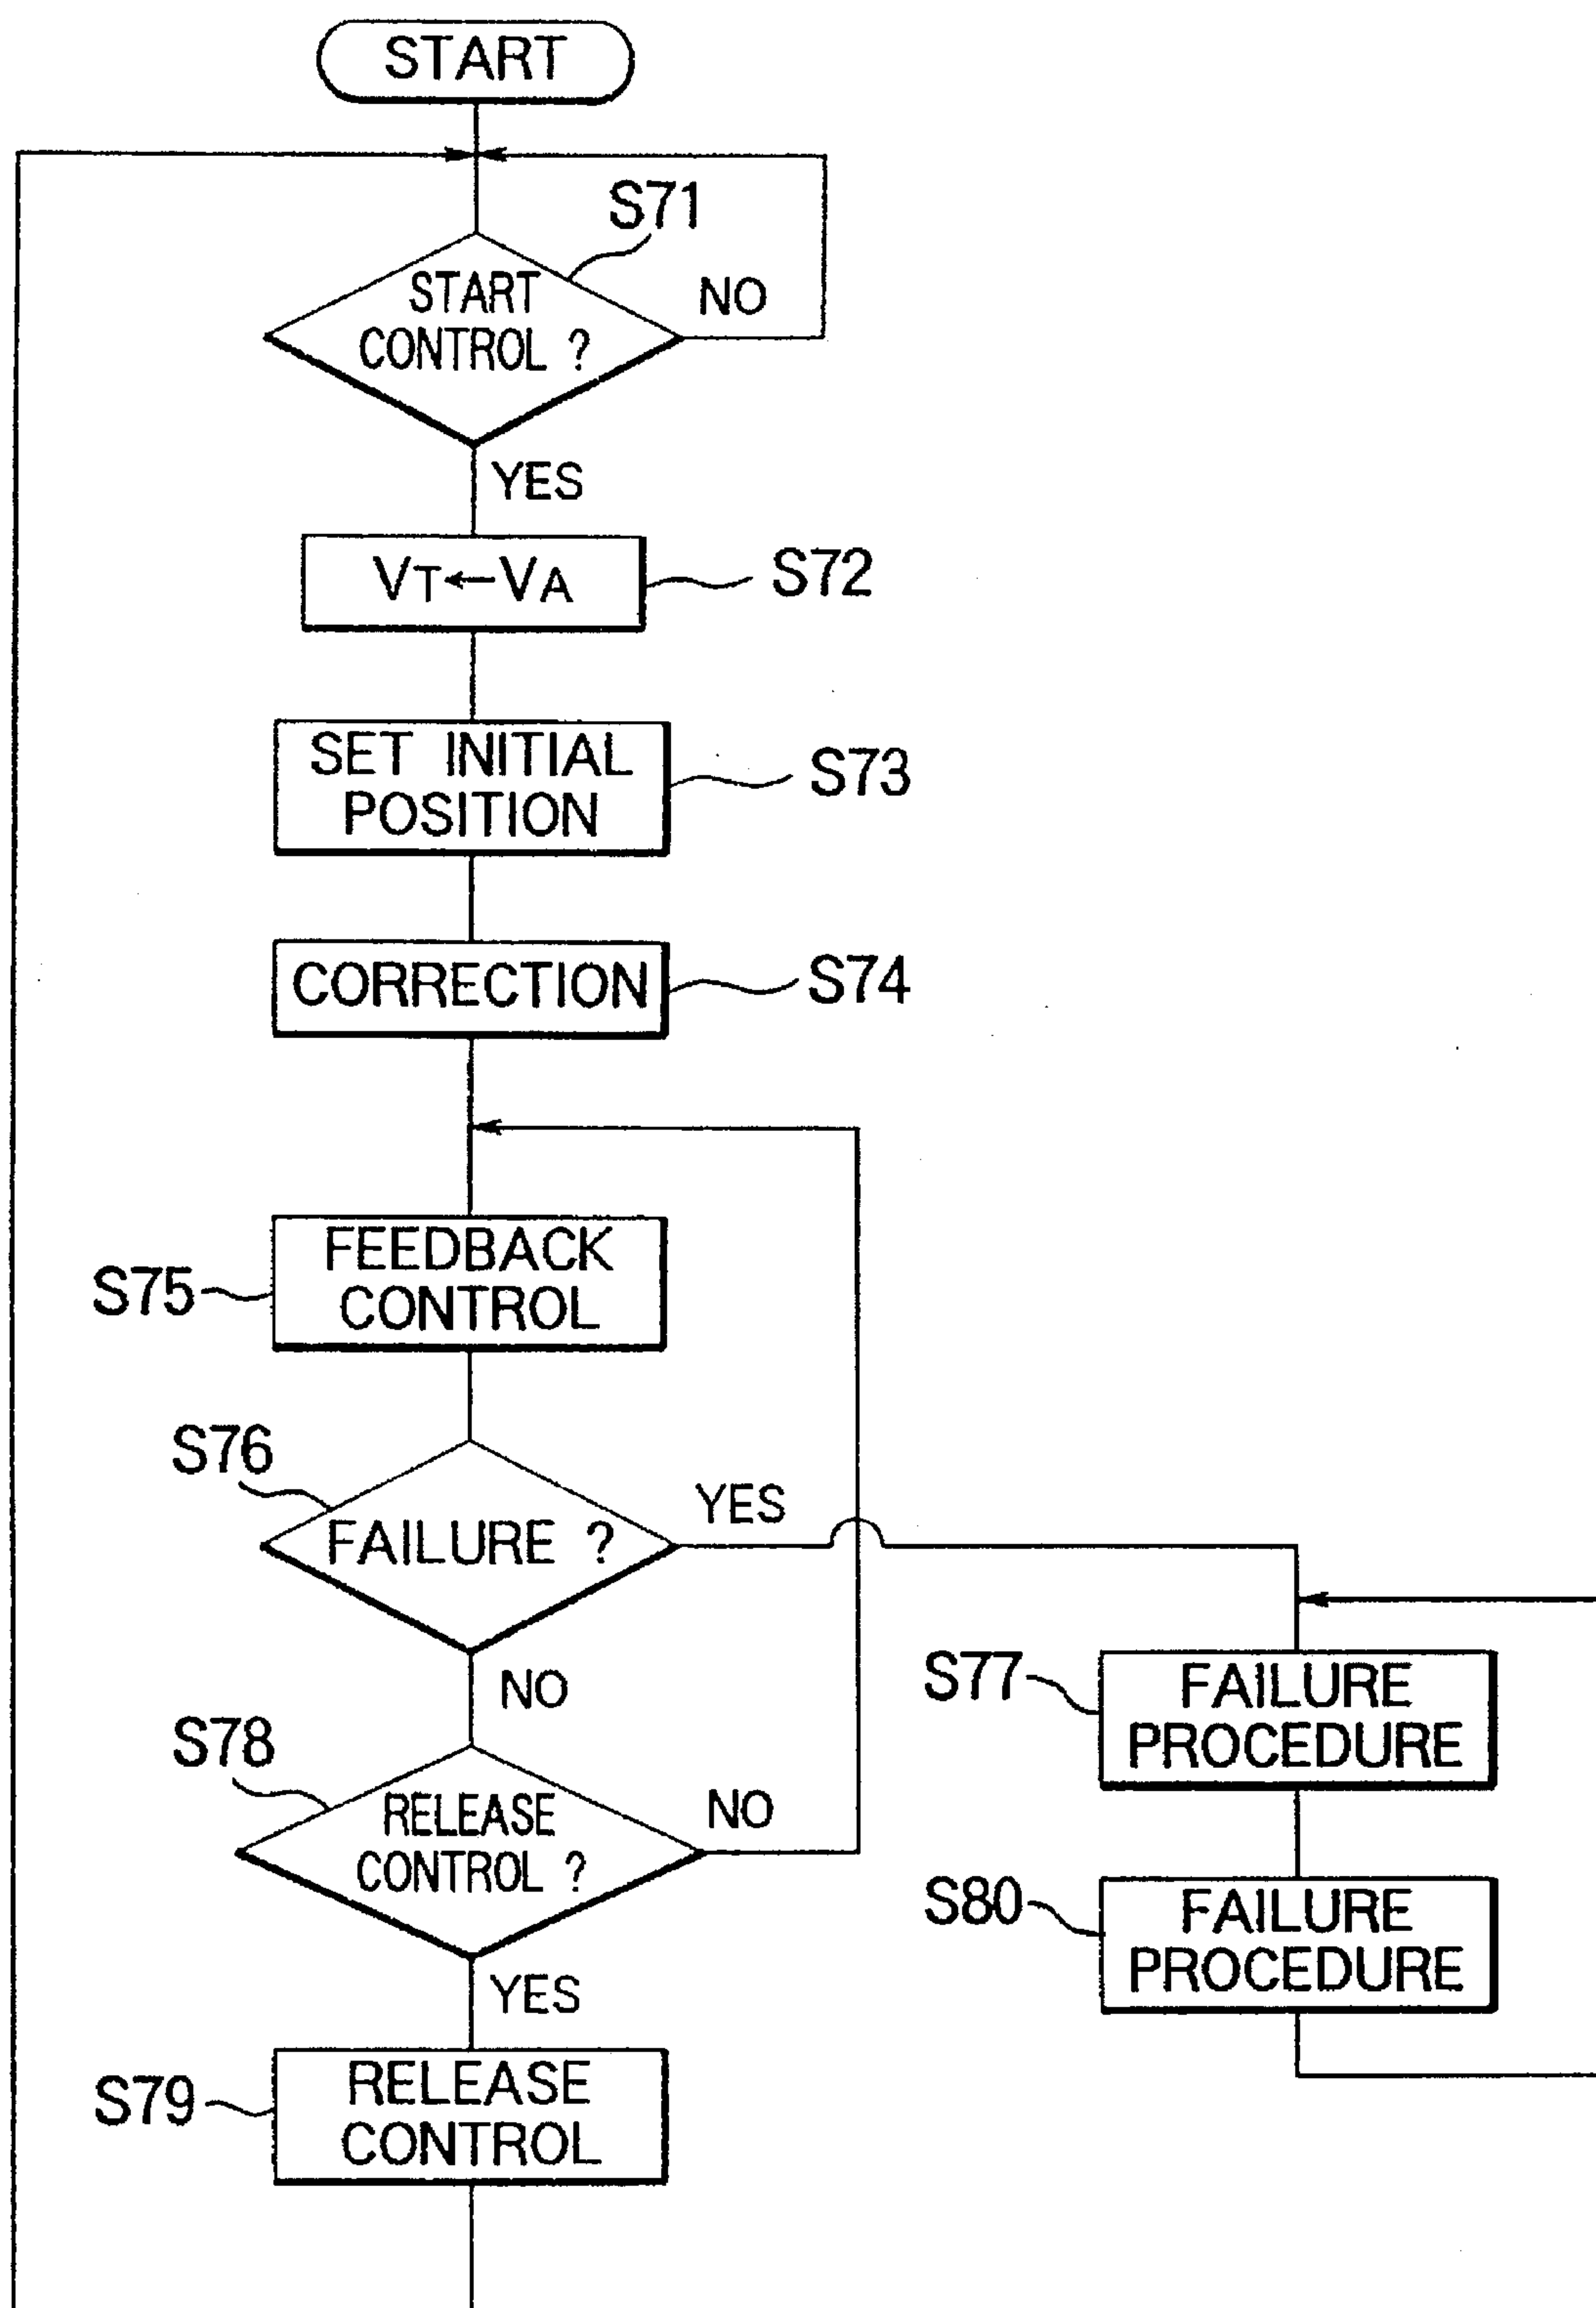 START
S71
START
CONTROL ?
NO
YES
VT←VA
S72
SET INITIAL
POSITION
S73
CORRECTION
S74
FEEDBACK
CONTROL
S75
S76
FAILURE ?
YES
NO
S77
FAILURE
PROCEDURE
S78
RELEASE
CONTROL ?
NO
S80
FAILURE
PROCEDURE
YES
S79
RELEASE
CONTROL